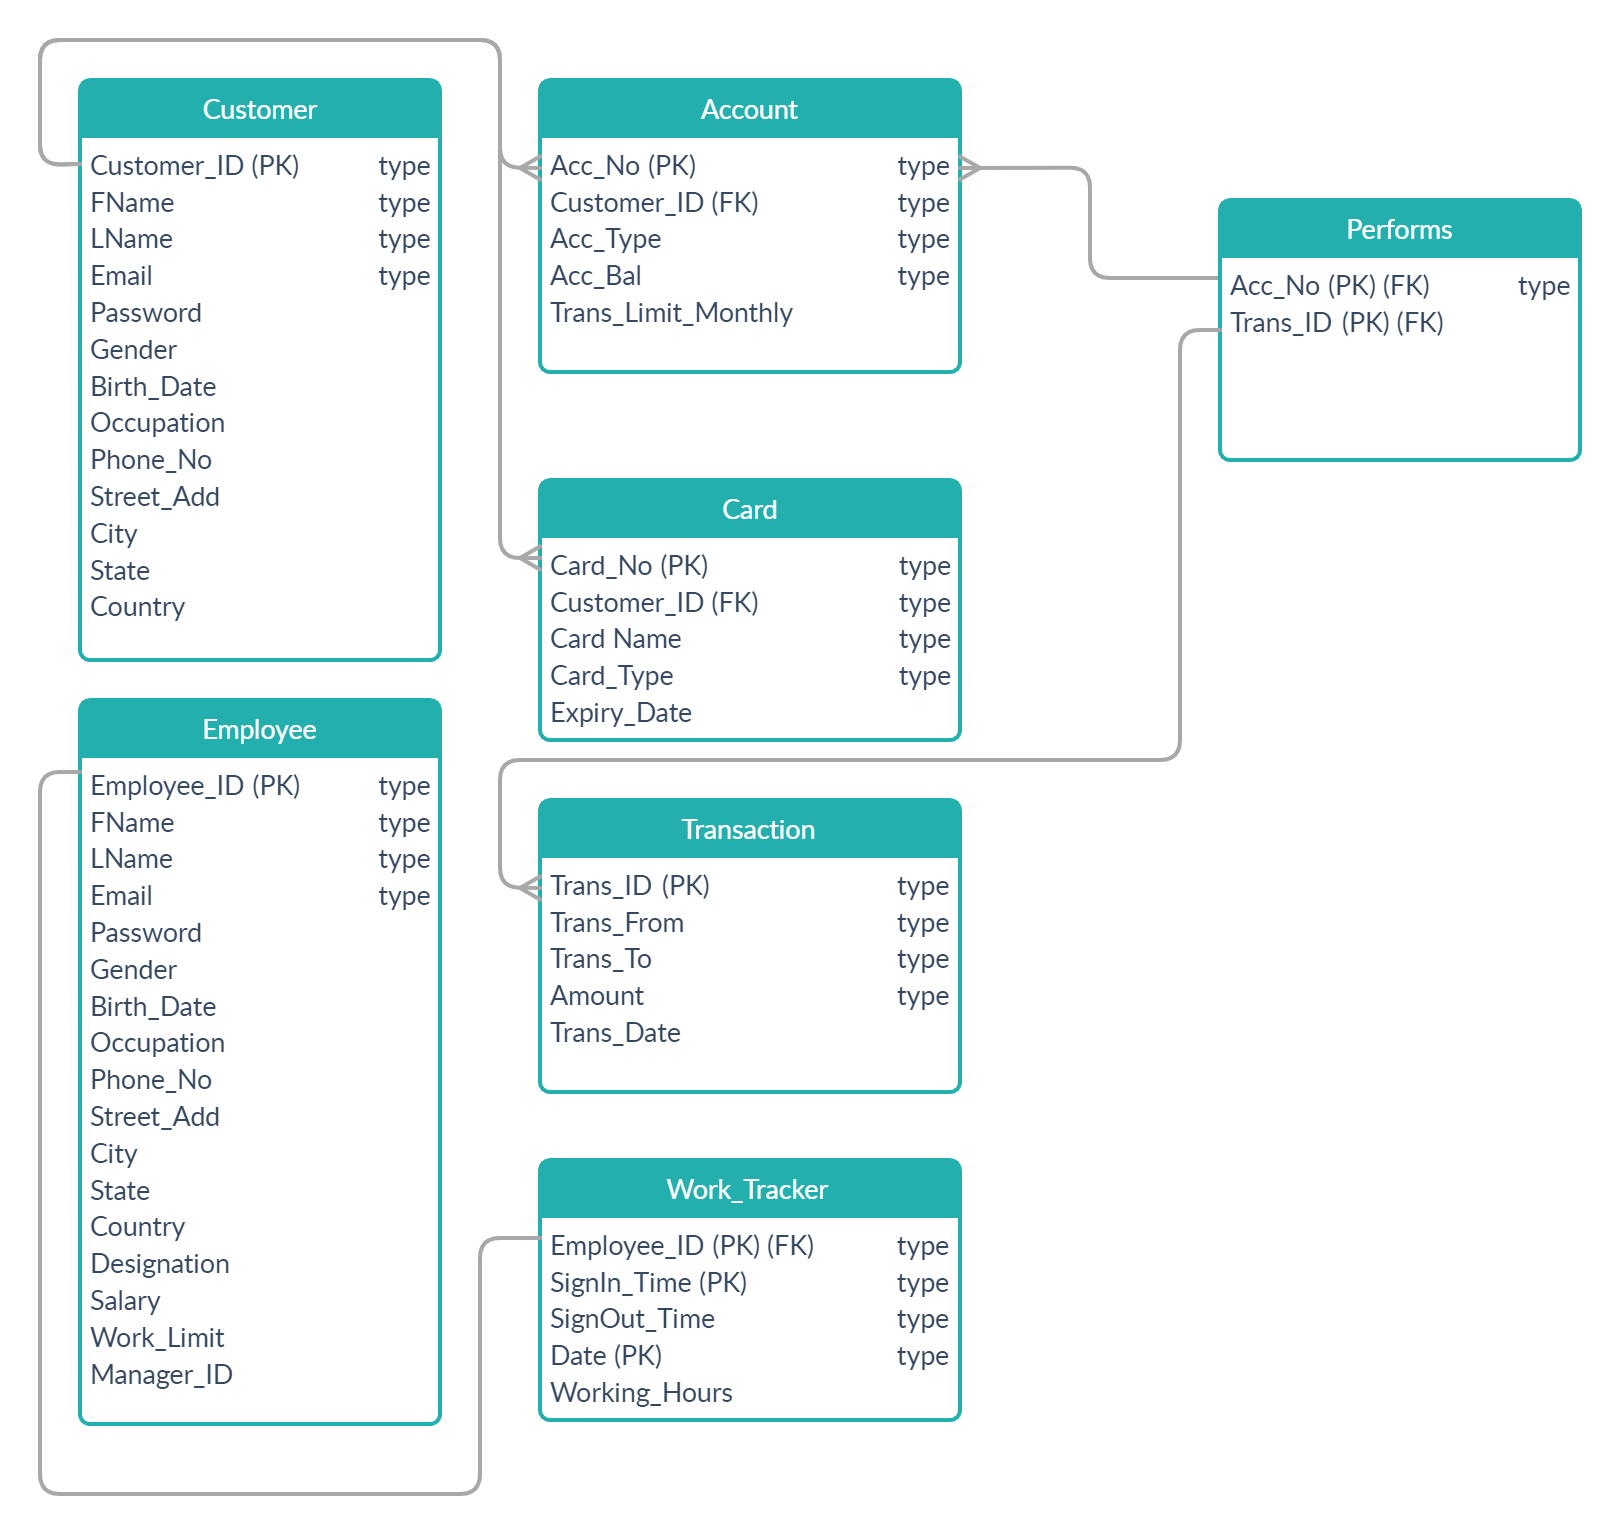 Customer
Customer_ID (PK) type
FName type
LName type
Email type
Password
Gender
Birth_Date
Occupation
Phone_No
Street_Add
City
State
Country
Account
Acc_No (PK) type
Customer_ID (FK) type
Acc_Type type
Acc_Bal type
Trans_Limit_Monthly
Performs
Acc_No (PK) (FK) type
Trans_ID (PK) (FK)
Card
Card_No (PK) type
Customer_ID (FK) type
Card Name type
Card_Type type
Expiry_Date
Employee
Employee_ID (PK) type
FName type
LName type
Email type
Password
Gender
Birth_Date
Occupation
Phone_No
Street_Add
City
State
Country
Designation
Salary
Work_Limit
Manager_ID
Transaction
Trans_ID (PK) type
Trans_From type
Trans_To type
Amount type
Trans_Date
Work_Tracker
Employee_ID (PK) (FK) type
SignIn_Time (PK) type
SignOut_Time type
Date (PK) type
Working_Hours